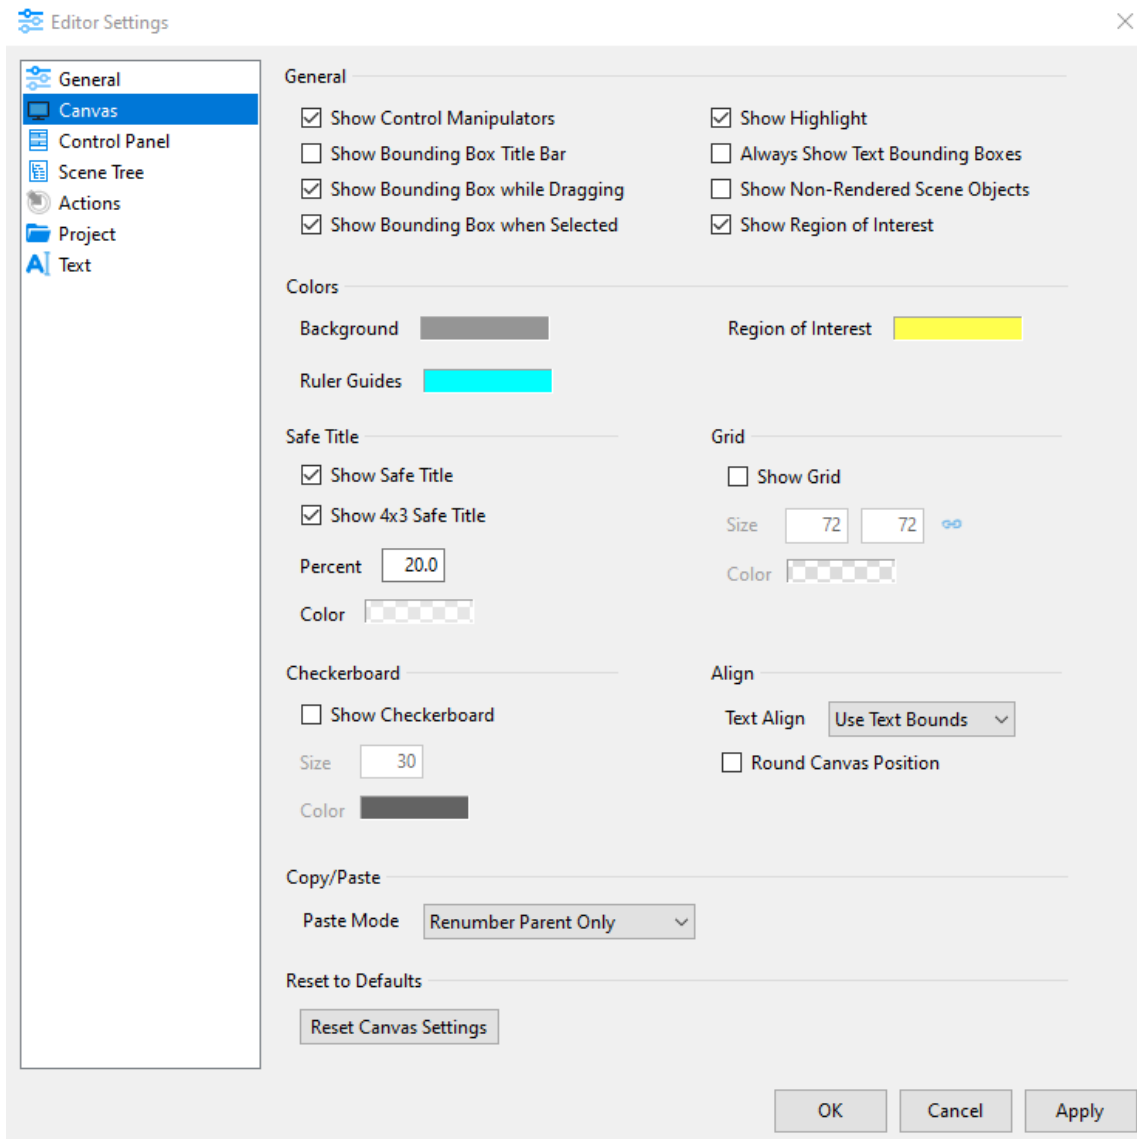 Editor Settings
General
Canvas
Control Panel
Scene Tree
Actions
Project
Text
General
Show Control Manipulators
Show Highlight
Show Bounding Box Title Bar
Always Show Text Bounding Boxes
Show Bounding Box while Dragging
Show Non-Rendered Scene Objects
Show Bounding Box when Selected
Show Region of Interest
Colors
Background
Region of Interest
Ruler Guides
Safe Title
Grid
Show Safe Title
Show Grid
Show 4x3 Safe Title
Size 72 72
Percent 20.0
Color
Color
Checkerboard
Align
Show Checkerboard
Text Align Use Text Bounds
Size 30
Round Canvas Position
Color
Copy/Paste
Paste Mode Renumber Parent Only
Reset to Defaults
Reset Canvas Settings
OK Cancel Apply